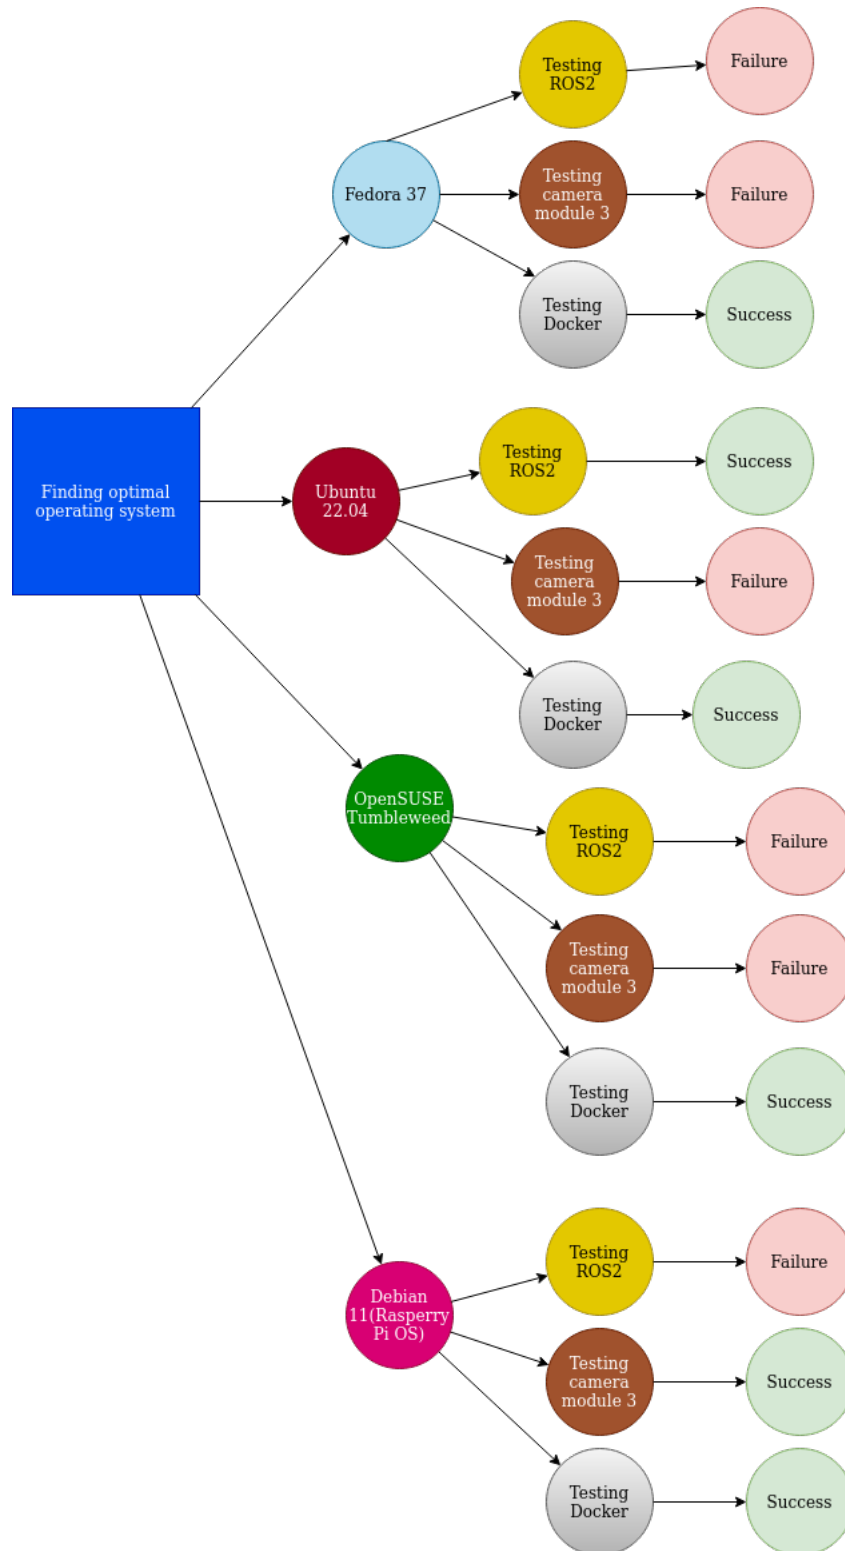 Testing
ROS2
Failure
Fedora 37
Testing
camera
module 3
Failure
Testing
Docker
Success
Finding optimal
operating system
Ubuntu
22.04
Testing
ROS2
Success
Testing
camera
module 3
Failure
Testing
Docker
Success
OpenSUSE
Tumbleweed
Testing
ROS2
Failure
Testing
camera
module 3
Failure
Testing
Docker
Success
Debian
11(Rasperry
Pi OS)
Testing
ROS2
Failure
Testing
camera
module 3
Success
Testing
Docker
Success